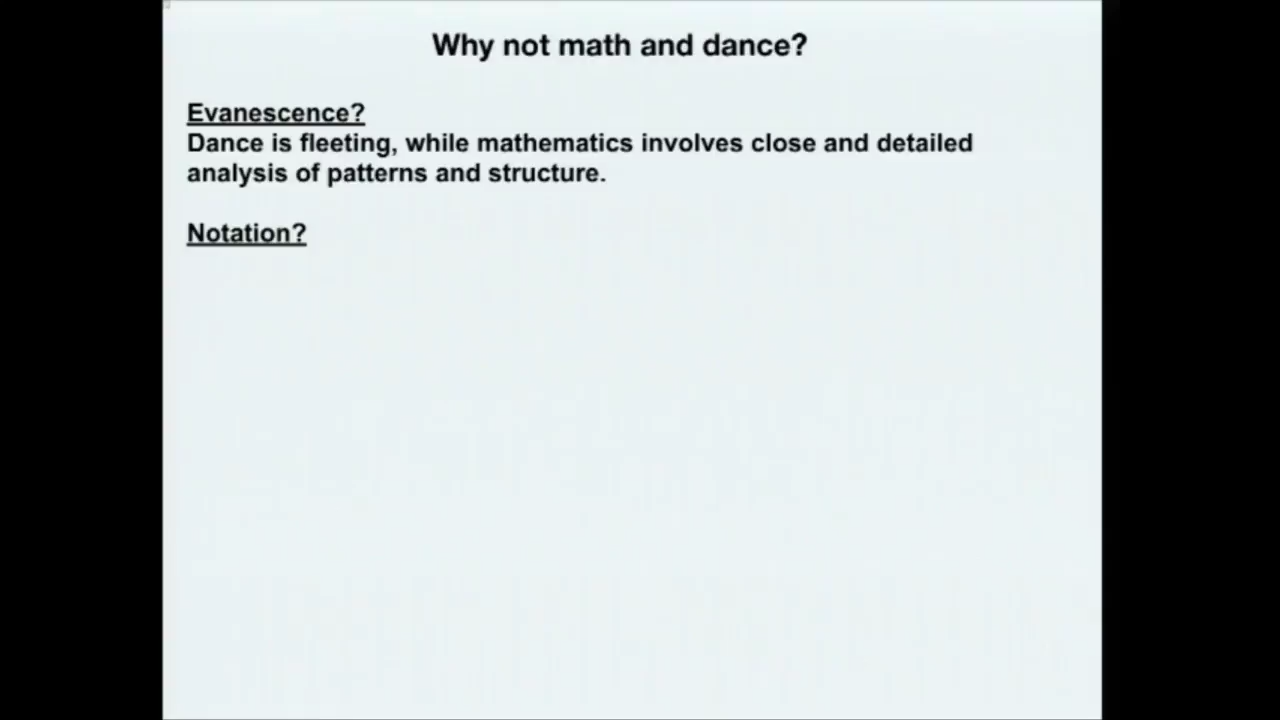 Why not math and dance?
Evanescence?
Dance is fleeting, while mathematics involves close and detailed
analysis of patterns and structure.
Notation?